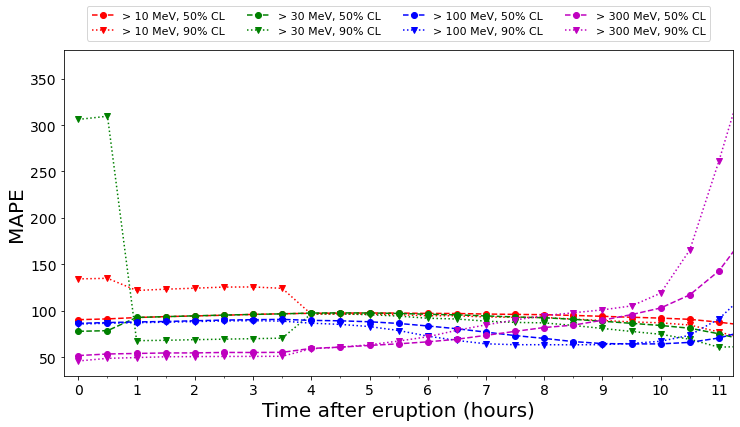 > 10 MeV, 50% CL > 30 MeV, 50% CL > 100 MeV, 50% CL > 300 MeV, 50% CL
> 10 MeV, 90% CL > 30 MeV, 90% CL > 100 MeV, 90% CL > 300 MeV, 90% CL
350
300
250
200
150
100
50
MAPE
0 1 2 3 4 5 6 7 8 9 10 11
Time after eruption (hours)